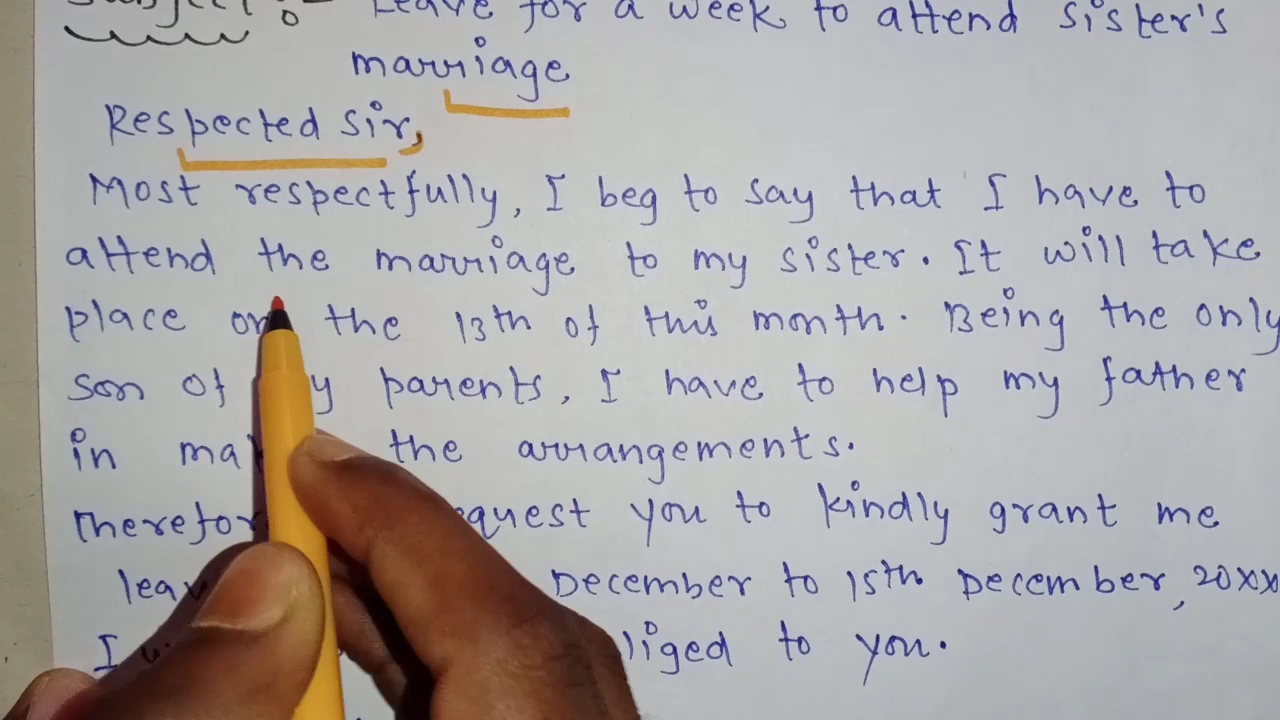 Subject :- Leave for a week to attend sister's
marriage
Respected sir,
Most respectfully, I beg to say that I have to
attend the marriage to my sister. It will take
place on the 13th of this month. Being the only
son of parents, I have to help my father
in the arrangements.
you to kindly grant me
December to 15th December, 20xx
I to you.